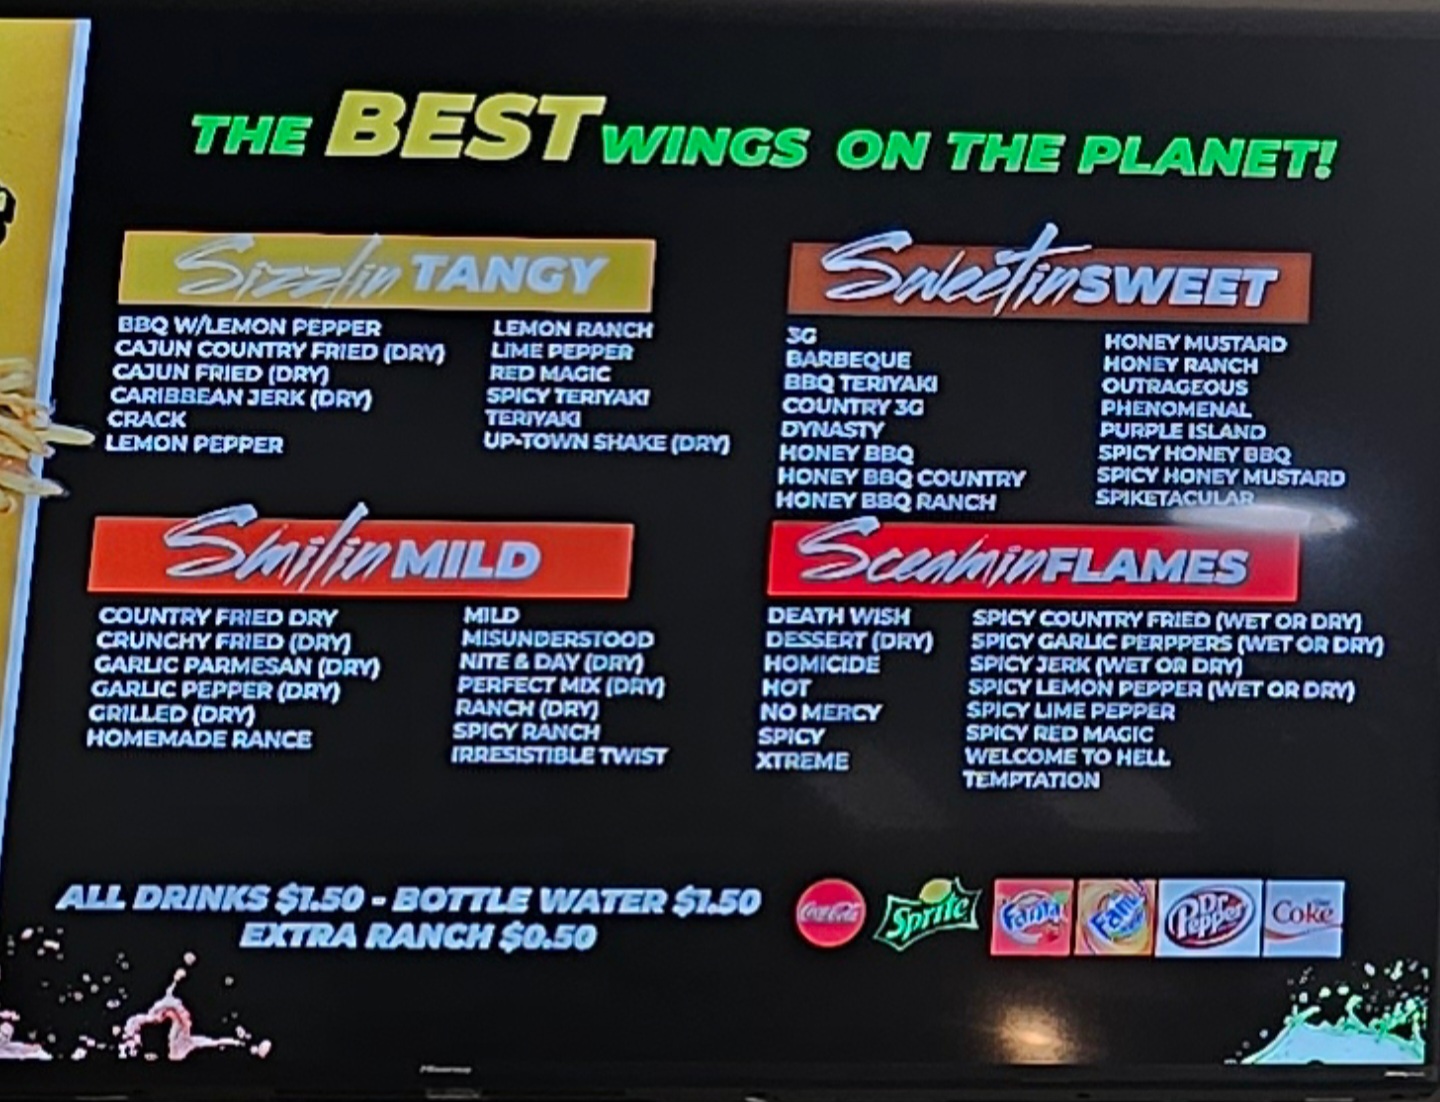 THE BEST WINGS ON THE PLANET!
Sizzlin TANGY
BBQ W/LEMON PEPPER
CAJUN COUNTRY FRIED (DRY)
CAJUN FRIED (DRY)
CARIBBEAN JERK (DRY)
CRACK
LEMON PEPPER
LEMON RANCH
LIME PEPPER
RED MAGIC
SPICY TERIYAKI
TERIYAKI
UP-TOWN SHAKE (DRY)
Sweetin SWEET
3G
BARBEQUE
BBQ TERIYAKI
COUNTRY 3G
DYNASTY
HONEY BBQ
HONEY BBQ COUNTRY
HONEY BBQ RANCH
HONEY MUSTARD
HONEY RANCH
OUTRAGEOUS
PHENOMENAL
PURPLE ISLAND
SPICY HONEY BBQ
SPICY HONEY MUSTARD
SPIKETACULAR
Smilin MILD
COUNTRY FRIED DRY
CRUNCHY FRIED (DRY)
GARLIC PARMESAN (DRY)
GARLIC PEPPER (DRY)
GRILLED (DRY)
HOMEMADE RANCE
MILD
MISUNDERSTOOD
NITE & DAY (DRY)
PERFECT MIX (DRY)
RANCH (DRY)
SPICY RANCH
IRRESISTIBLE TWIST
Sceamin FLAMES
DEATH WISH
DESSERT (DRY)
HOMICIDE
HOT
NO MERCY
SPICY
XTREME
SPICY COUNTRY FRIED (WET OR DRY)
SPICY GARLIC PERPPERS (WET OR DRY)
SPICY JERK (WET OR DRY)
SPICY LEMON PEPPER (WET OR DRY)
SPICY LIME PEPPER
SPICY RED MAGIC
WELCOME TO HELL
TEMPTATION
ALL DRINKS $1.50 - BOTTLE WATER $1.50
EXTRA RANCH $0.50
Coca-Cola Sprite Fanta Fanta Dr Pepper Coke
Hisense